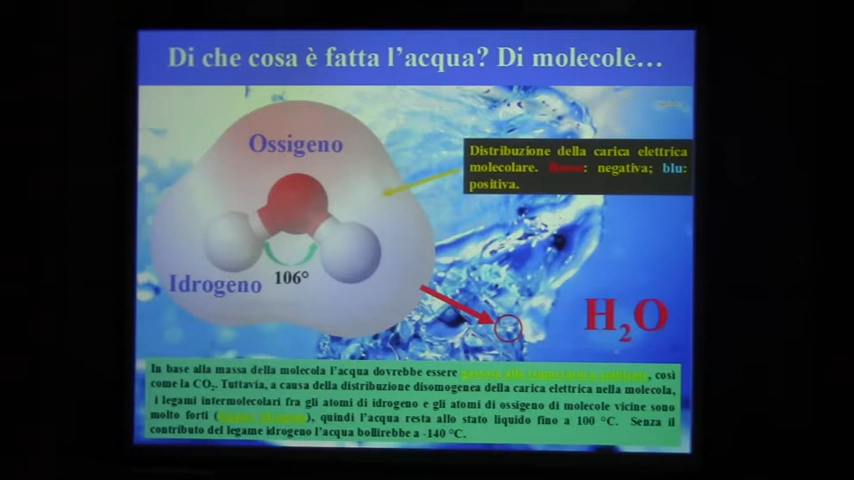 Di che cosa è fatta l'acqua? Di molecole…
Ossigeno
Distribuzione della carica elettrica
molecolare. Rosso: negativa; blu:
positiva.
Idrogeno
106°
H₂O
In base alla massa della molecola l'acqua dovrebbe essere gassosa alla temperatura ambiente, così
come la CO₂. Tuttavia, a causa della distribuzione disomogenea della carica elettrica nella molecola,
i legami intermolecolari fra gli atomi di idrogeno e gli atomi di ossigeno di molecole vicine sono
molto forti (legame idrogeno), quindi l'acqua resta allo stato liquido fino a 100 °C. Senza il
contributo del legame idrogeno l'acqua bollirebbe a -140 °C.